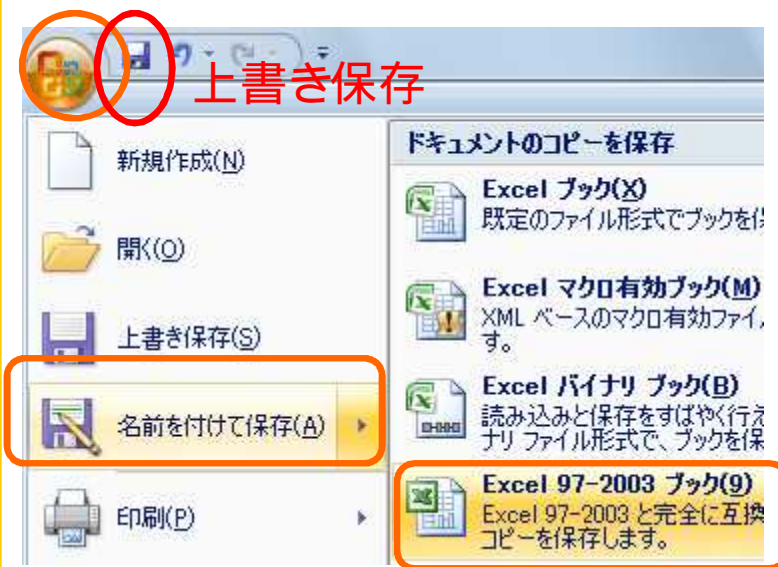 上書き保存
新規作成(N)
開く(O)
上書き保存(S)
名前を付けて保存(A)
印刷(P)
ドキュメントのコピーを保存
Excel ブック(X)
既定のファイル形式でブックを保
Excel マクロ有効ブック(M)
XML ベースのマクロ有効ファイ
す。
Excel バイナリ ブック(B)
読み込みと保存をすばやく行え
ナリ ファイル形式で、ブックを保
Excel 97-2003 ブック(9)
Excel 97-2003 と完全に互換
コピーを保存します。